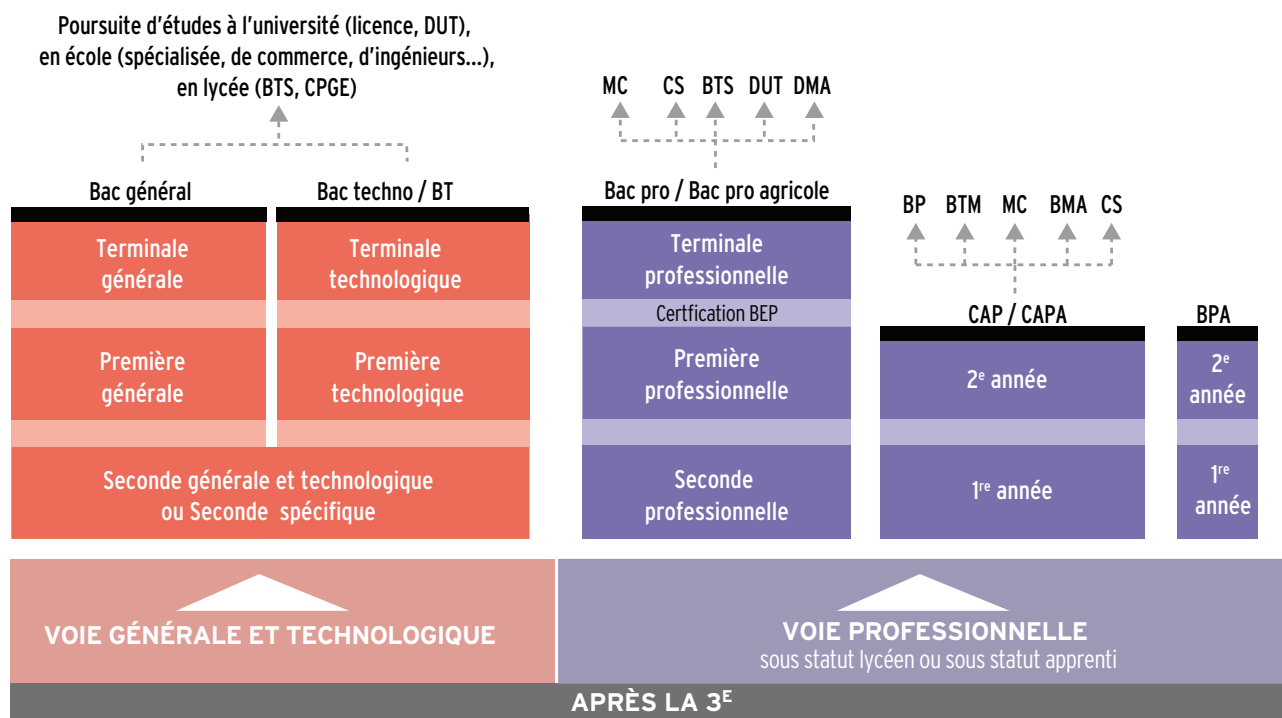 Poursuite d'études à l'université (licence, DUT),
en école (spécialisée, de commerce, d'ingénieurs...),
en lycée (BTS, CPGE)
MC CS BTS DUT DMA
Bac général
Bac techno / BT
Bac pro / Bac pro agricole
BP BTM MC BMA CS
Terminale
générale
Terminale
technologique
Terminale
professionnelle
Certfication BEP
CAP / CAPA
BPA
Première
générale
Première
technologique
Première
professionnelle
2e année
2e
année
Seconde générale et technologique
ou Seconde spécifique
Seconde
professionnelle
1re année
1re
année
VOIE GÉNÉRALE ET TECHNOLOGIQUE
VOIE PROFESSIONNELLE
sous statut lycéen ou sous statut apprenti
APRÈS LA 3E